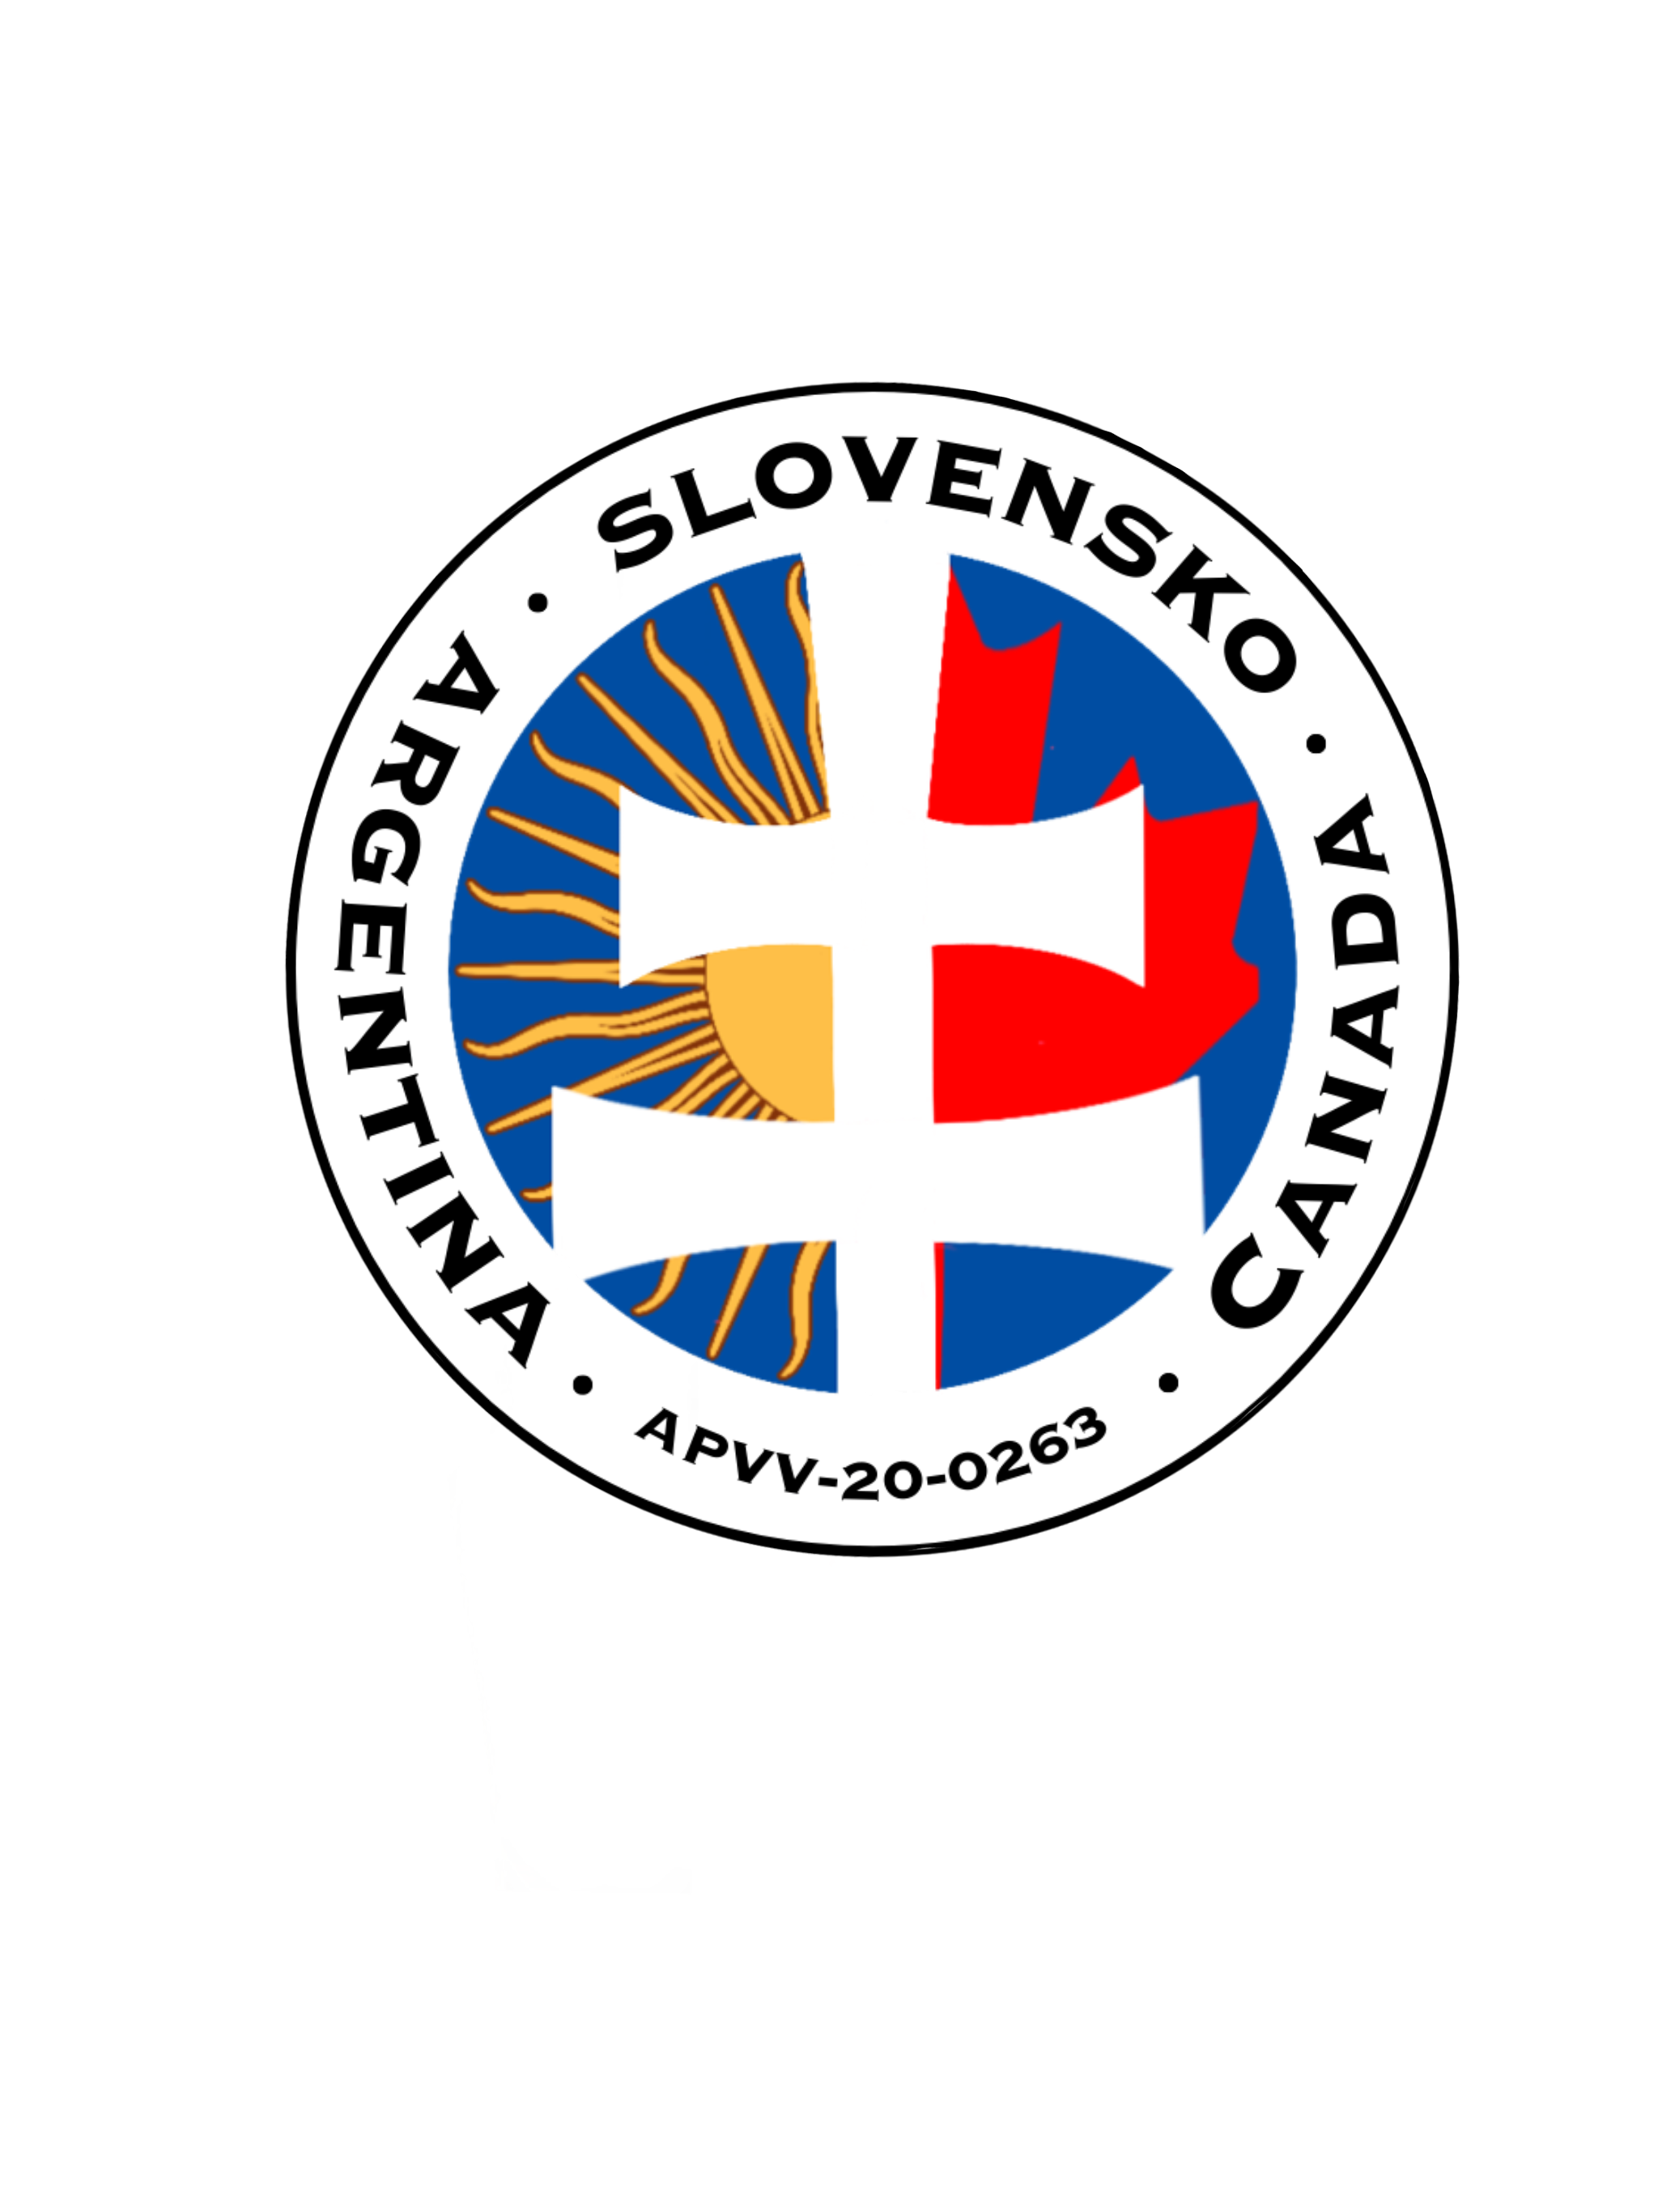 ARGENTINA • SLOVENSKO • CANADA
• APVV-20-0263 •